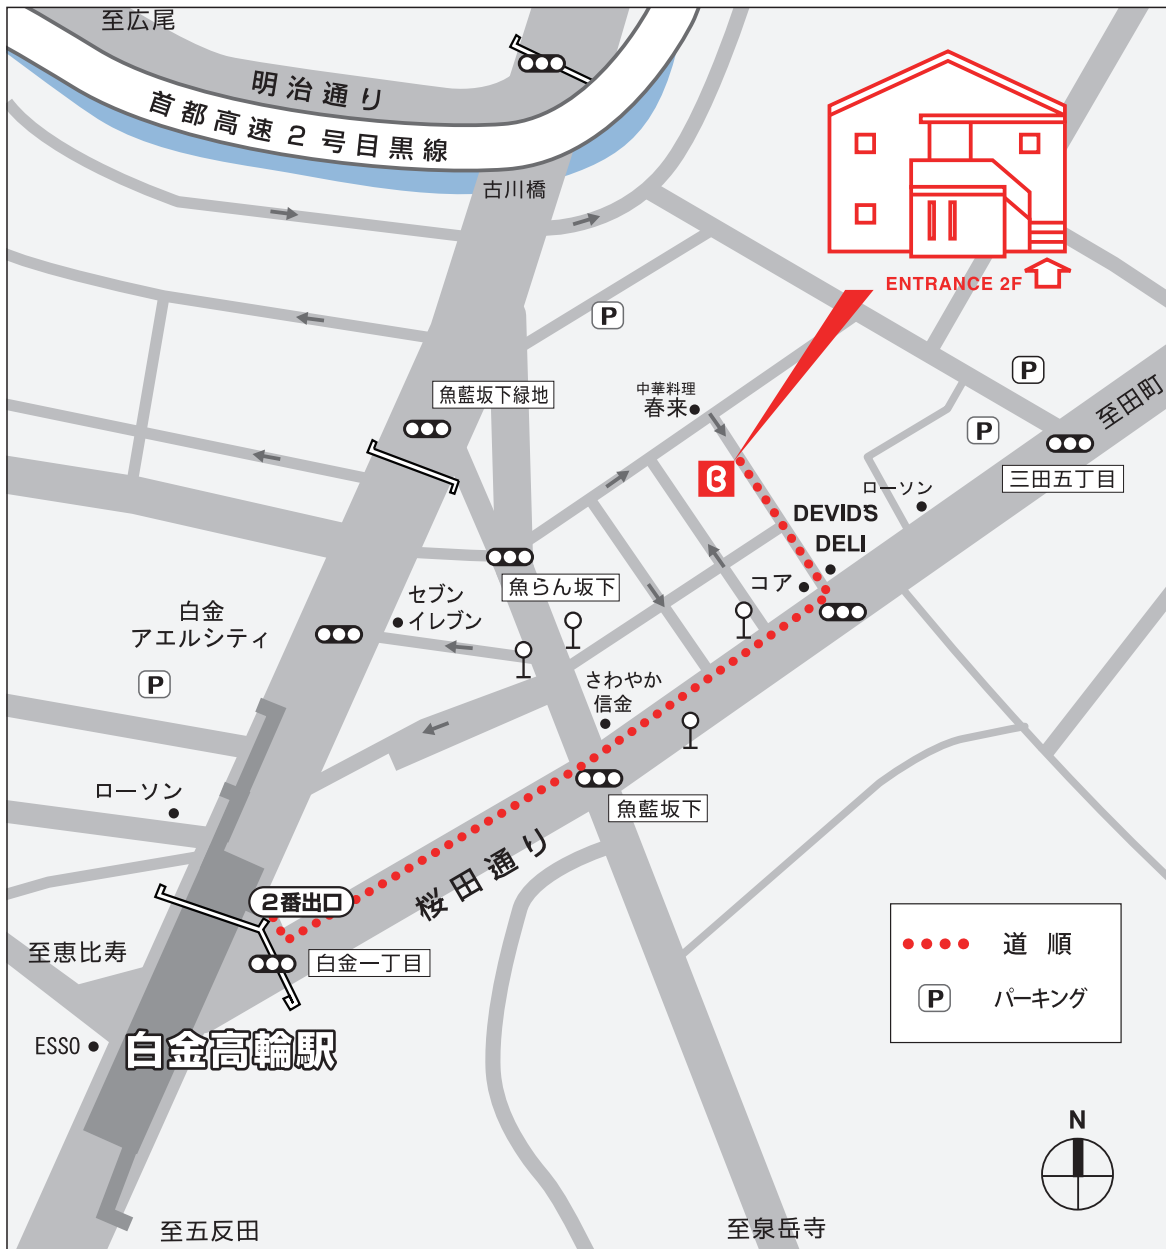 至広尾
明治通り
首都高速2号目黒線
古川橋
ENTRANCE 2F
P
魚藍坂下緑地
中華料理
春来
P
P
至田町
三田五丁目
B
ローソン
DEVID'S
DELI
コア
魚らん坂下
セブン
イレブン
白金
アエルシティ
P
さわやか
信金
ローソン
魚藍坂下
桜田通り
2番出口
白金一丁目
至恵比寿
道 順
P パーキング
ESSO
白金高輪駅
N
至五反田
至泉岳寺